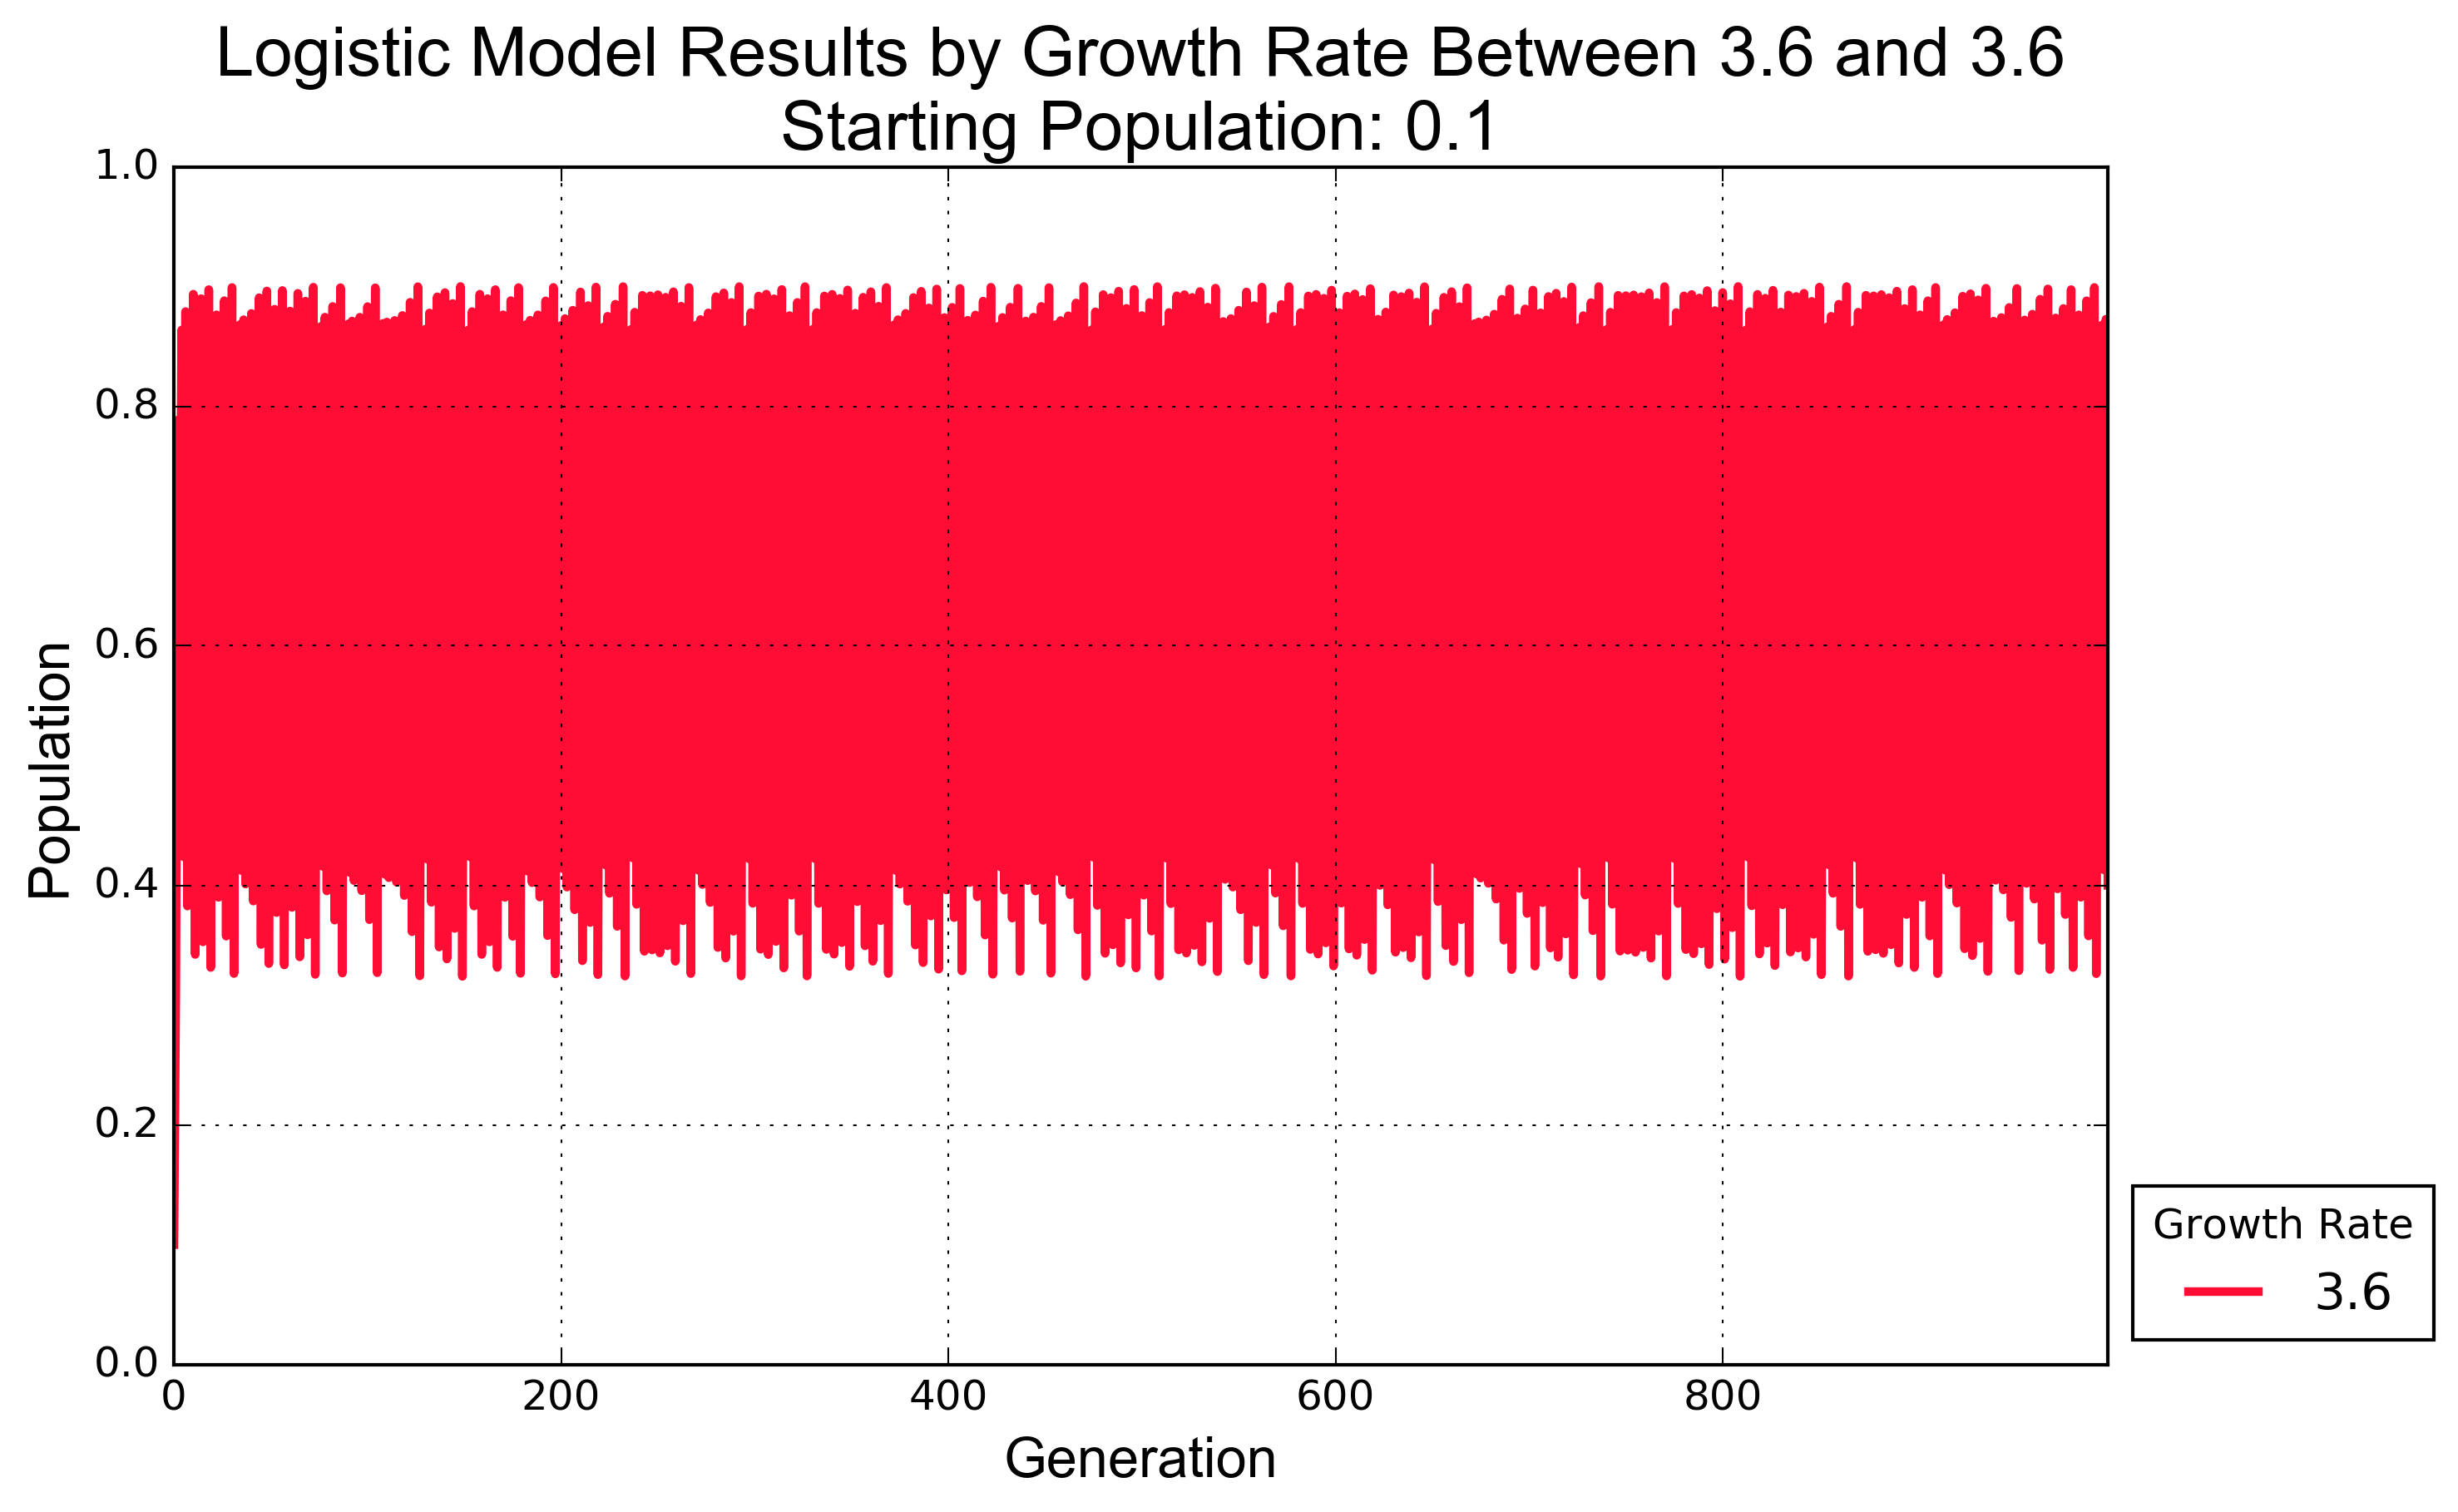 Logistic Model Results by Growth Rate Between 3.6 and 3.6
Starting Population: 0.1
1.0
0.8
0.6
0.4
0.2
0.0
Population
0
200
400
600
800
Generation
Growth Rate
3.6